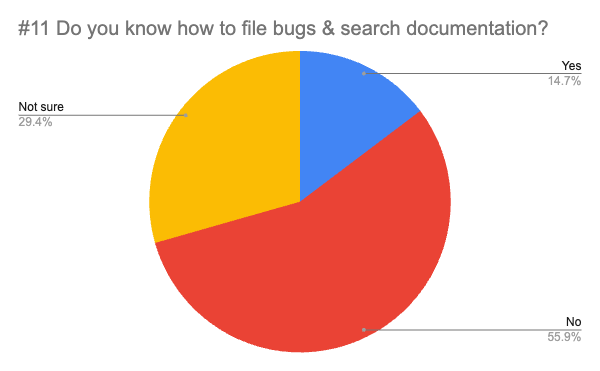 #11 Do you know how to file bugs & search documentation?
Yes
14.7%
Not sure
29.4%
No
55.9%